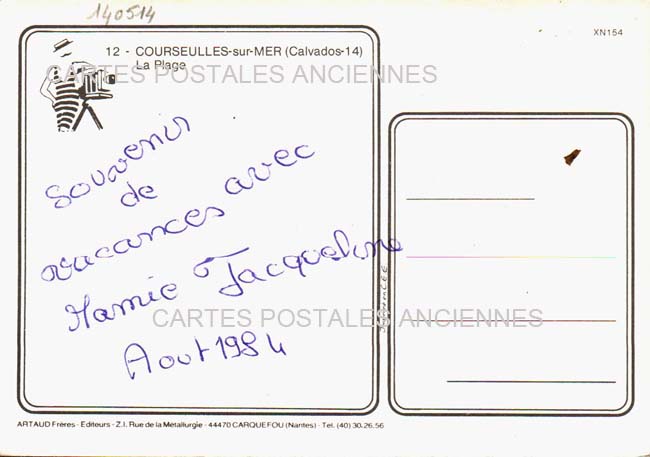 140514
XN154
12 - COURSEULLES-sur-MER (Calvados-14)
La Plage
CARTES POSTALES ANCIENNES
Souvenir
de
vacances avec
Mamie Jacqueline
Aout 1984
CARTES POSTALES ANCIENNES
ARTAUD Frères - Editeurs - Z.I. Rue de la Métallurgie - 44470 CARQUEFOU (Nantes) - Tel. (40) 30.26.56